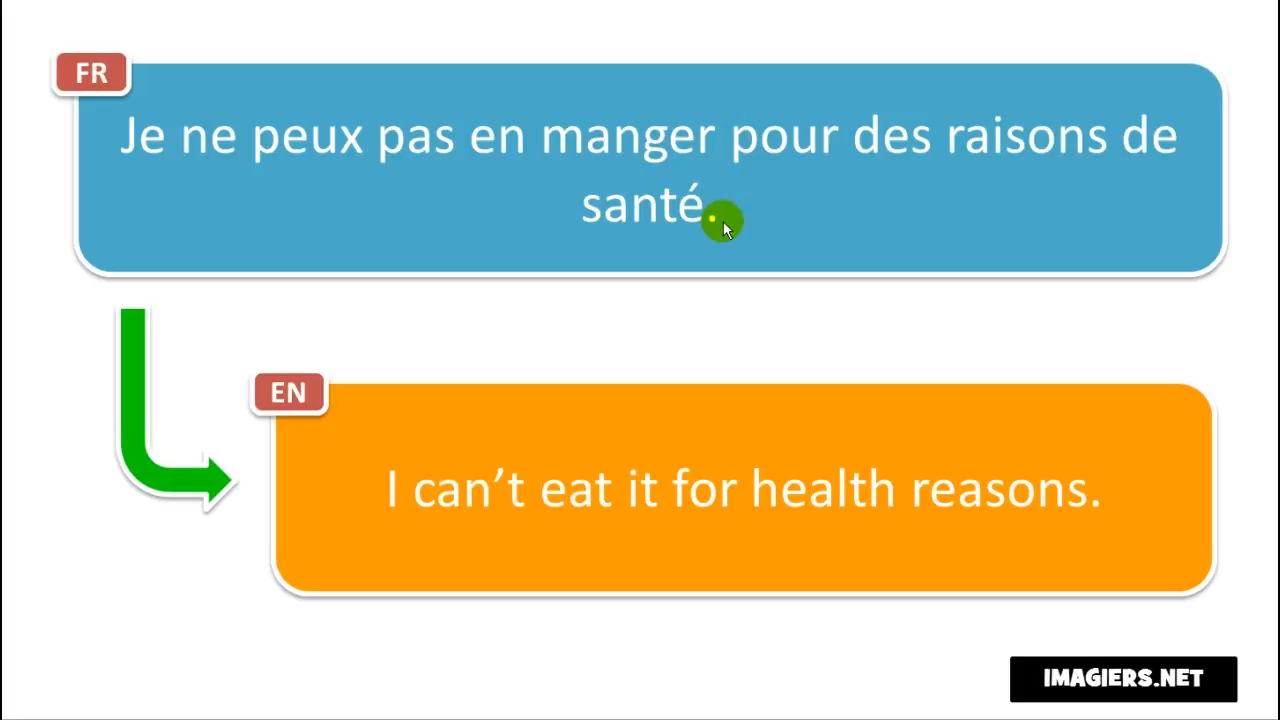 FR
Je ne peux pas en manger pour des raisons de
santé.
EN
I can’t eat it for health reasons.
IMAGIERS.NET